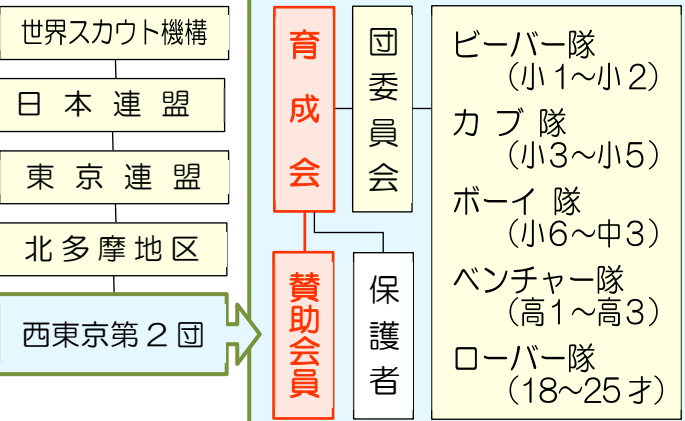 世界スカウト機構
日本連盟
東京連盟
北多摩地区
西東京第2団
育成会
賛助会員
団委員会
保護者
ビーバー隊
（小1～小2）
カブ隊
（小3～小5）
ボーイ隊
（小6～中3）
ベンチャー隊
（高1～高3）
ローバー隊
（18～25才）